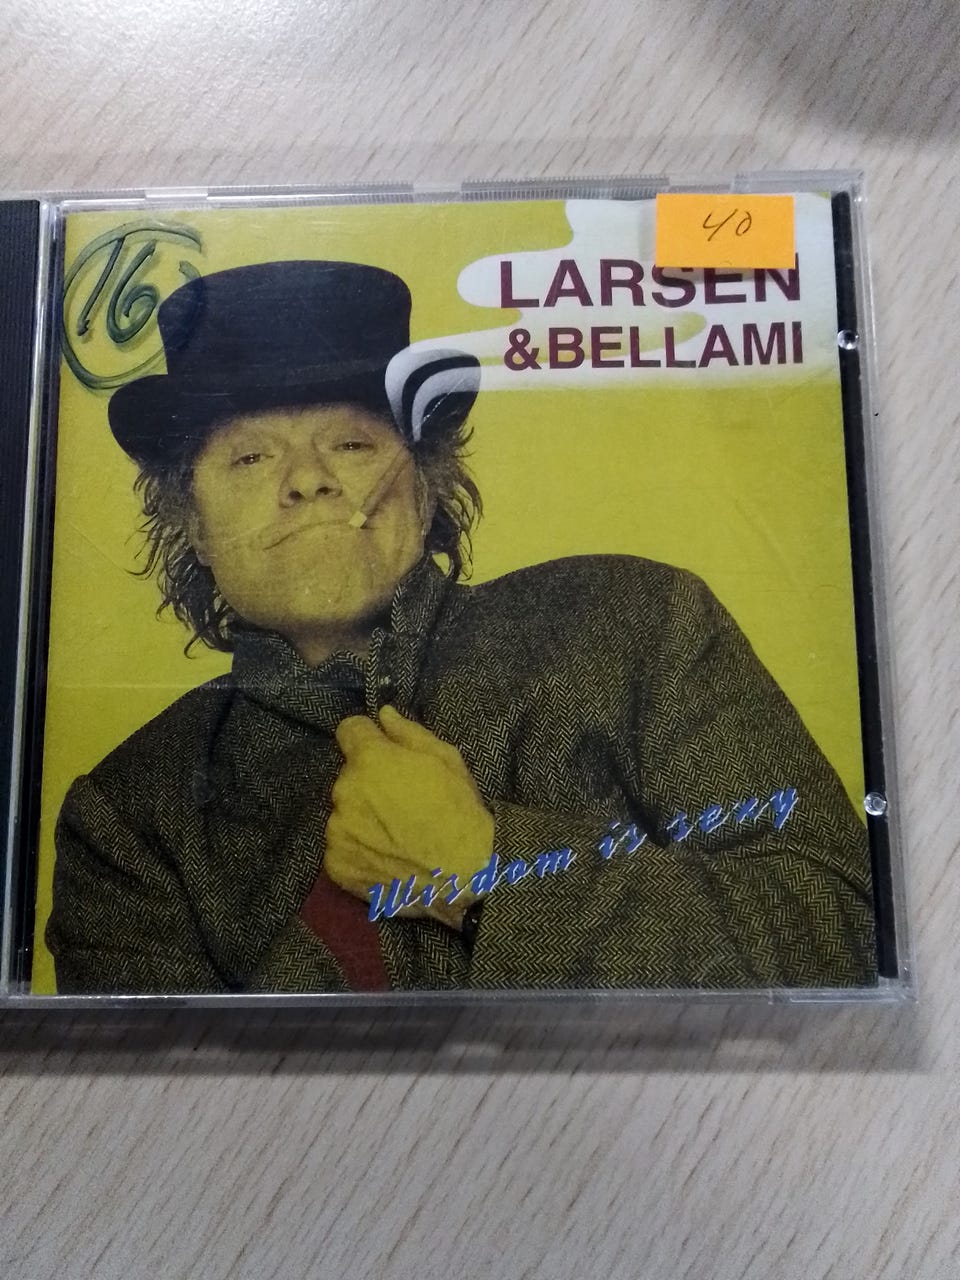 16
40
LARSEN
& BELLAMI
Wisdom is sexy